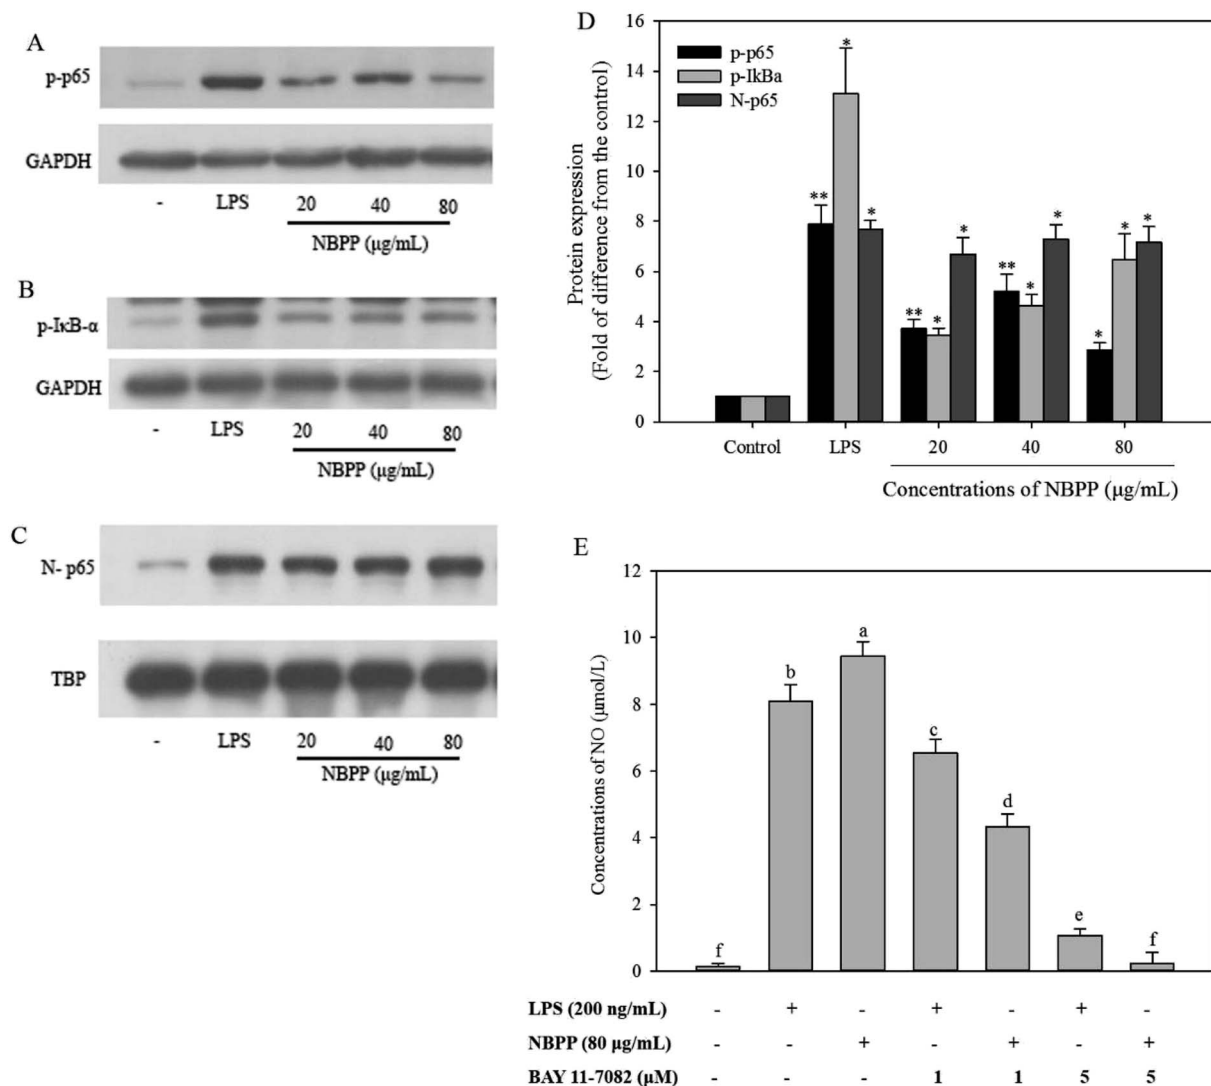 A
p-p65
GAPDH
- LPS 20 40 80
NBPP (μg/mL)
B
p-IκB-α
GAPDH
- LPS 20 40 80
NBPP (μg/mL)
C
N- p65
TBP
- LPS 20 40 80
NBPP (μg/mL)
D
Protein expression
(Fold of difference from the control)
16
14
12
10
8
6
4
2
0
p-p65
p-IkBa
N-p65
** * *
** * *
** * *
* * *
Control LPS 20 40 80
Concentrations of NBPP (μg/mL)
E
Concentrations of NO (μmol/L)
12
10
8
6
4
2
0
f b a c d e f
LPS (200 ng/mL) - + - + - + -
NBPP (80 μg/mL) - - + - + - +
BAY 11-7082 (μM) - - - 1 1 5 5